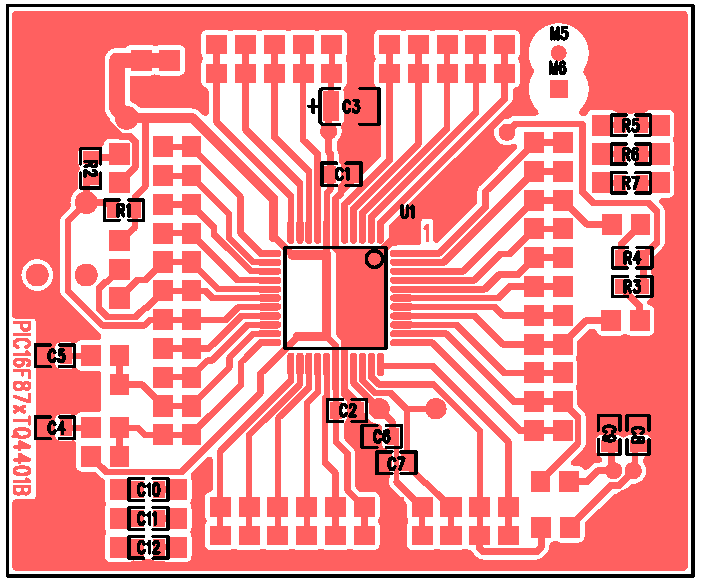 M5
M6
+ C3
R5
R6
R7
R2
C1
R1
U1
1
R4
R3
C5
C4
PIC16F87xTQ4401B
C2
C6
C7
C9
C8
C10
C11
C12